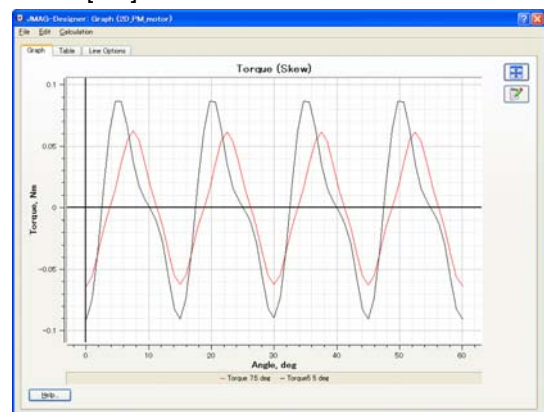 [ ]
JMAG-Designer: Graph (2D_PM_motor)
File Edit Calculation
Graph Table Line Options
Torque (Skew)
0.1
0.05
0
-0.05
-0.1
Torque, Nm
0 10 20 30 40 50 60
Angle, deg
Torque 7.5 deg Torque5 5 deg
Help...